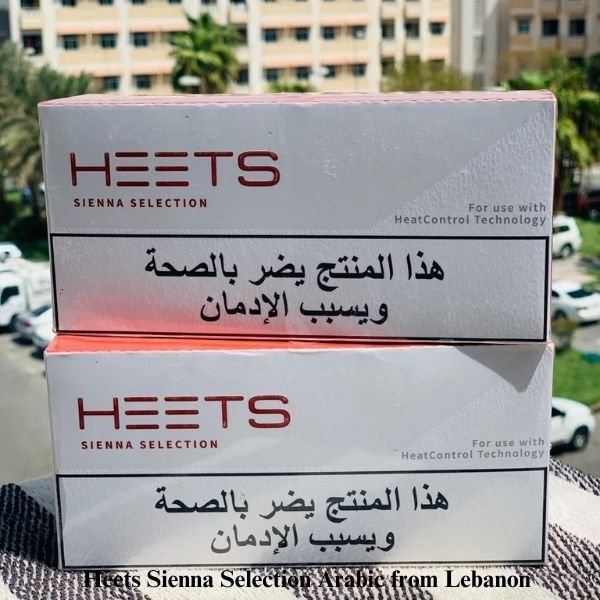 HEETS
SIENNA SELECTION
For use with
HeatControl Technology
هذا المنتج يضر بالصحة
ويسبب الإدمان
HEETS
SIENNA SELECTION
For use with
HeatControl Technology
هذا المنتج يضر بالصحة
ويسبب الإدمان
Heets Sienna Selection Arabic from Lebanon